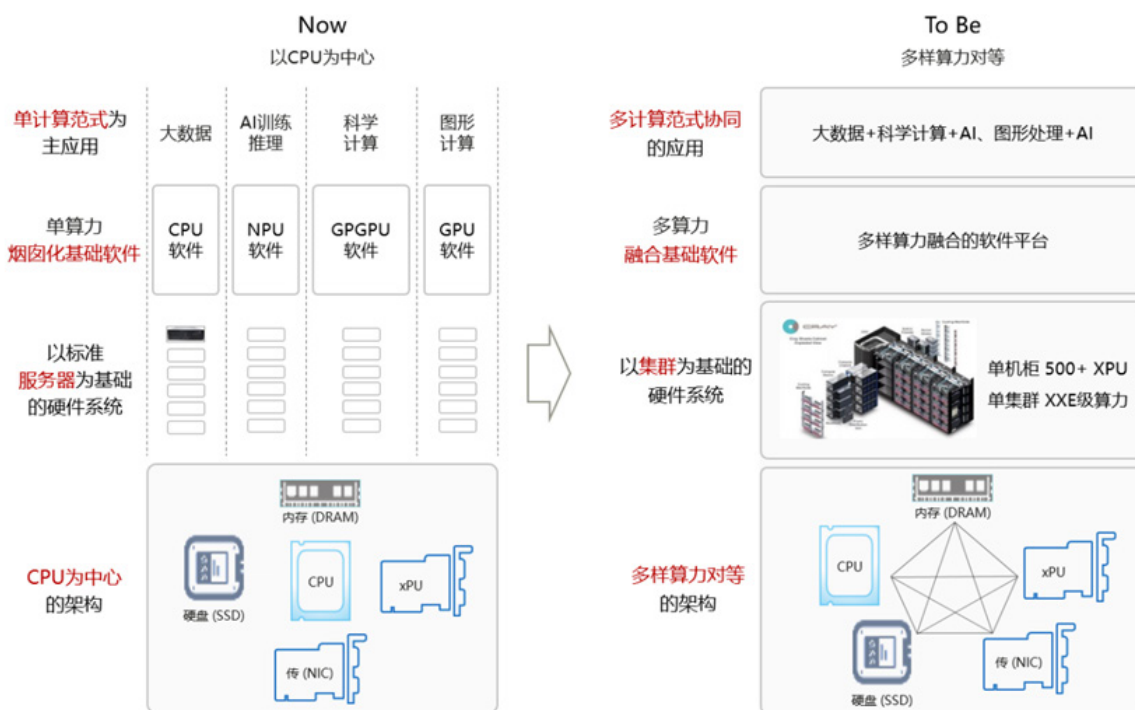 Now
以CPU为中心
单计算范式为
主应用
大数据
AI训练
推理
科学
计算
图形
计算
单算力
烟囱化基础软件
CPU
软件
NPU
软件
GPGPU
软件
GPU
软件
以标准
服务器为基础
的硬件系统
CPU为中心
的架构
内存 (DRAM)
硬盘 (SSD)
CPU
xPU
传 (NIC)
To Be
多样算力对等
多计算范式协同
的应用
大数据+科学计算+AI、图形处理+AI
多算力
融合基础软件
多样算力融合的软件平台
以集群为基础的
硬件系统
CRAY
单机柜 500+ XPU
单集群 XXE级算力
多样算力对等
的架构
内存 (DRAM)
CPU
xPU
硬盘 (SSD)
传 (NIC)